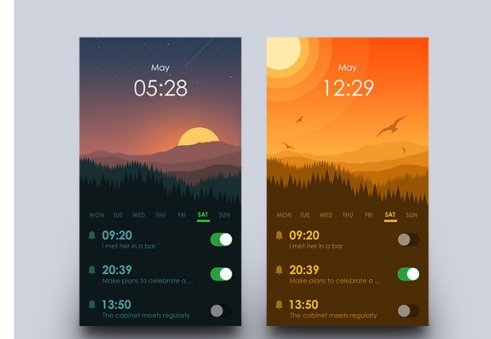 May
05:28
MON TUE WED THU FRI SAT SUN
09:20
I met her in a bar
20:39
Make plans to celebrate a ...
13:50
The cabinet meets regularly
May
12:29
MON TUE WED THU FRI SAT SUN
09:20
I met her in a bar
20:39
Make plans to celebrate a ...
13:50
The cabinet meets regularly